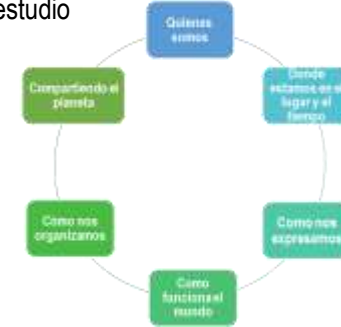 estudio
Quienes
somos
Donde
estamos en el
lugar y el
tiempo
Como nos
expresamos
Como
funciona el
mundo
Como nos
organizamos
Compartiendo el
planeta